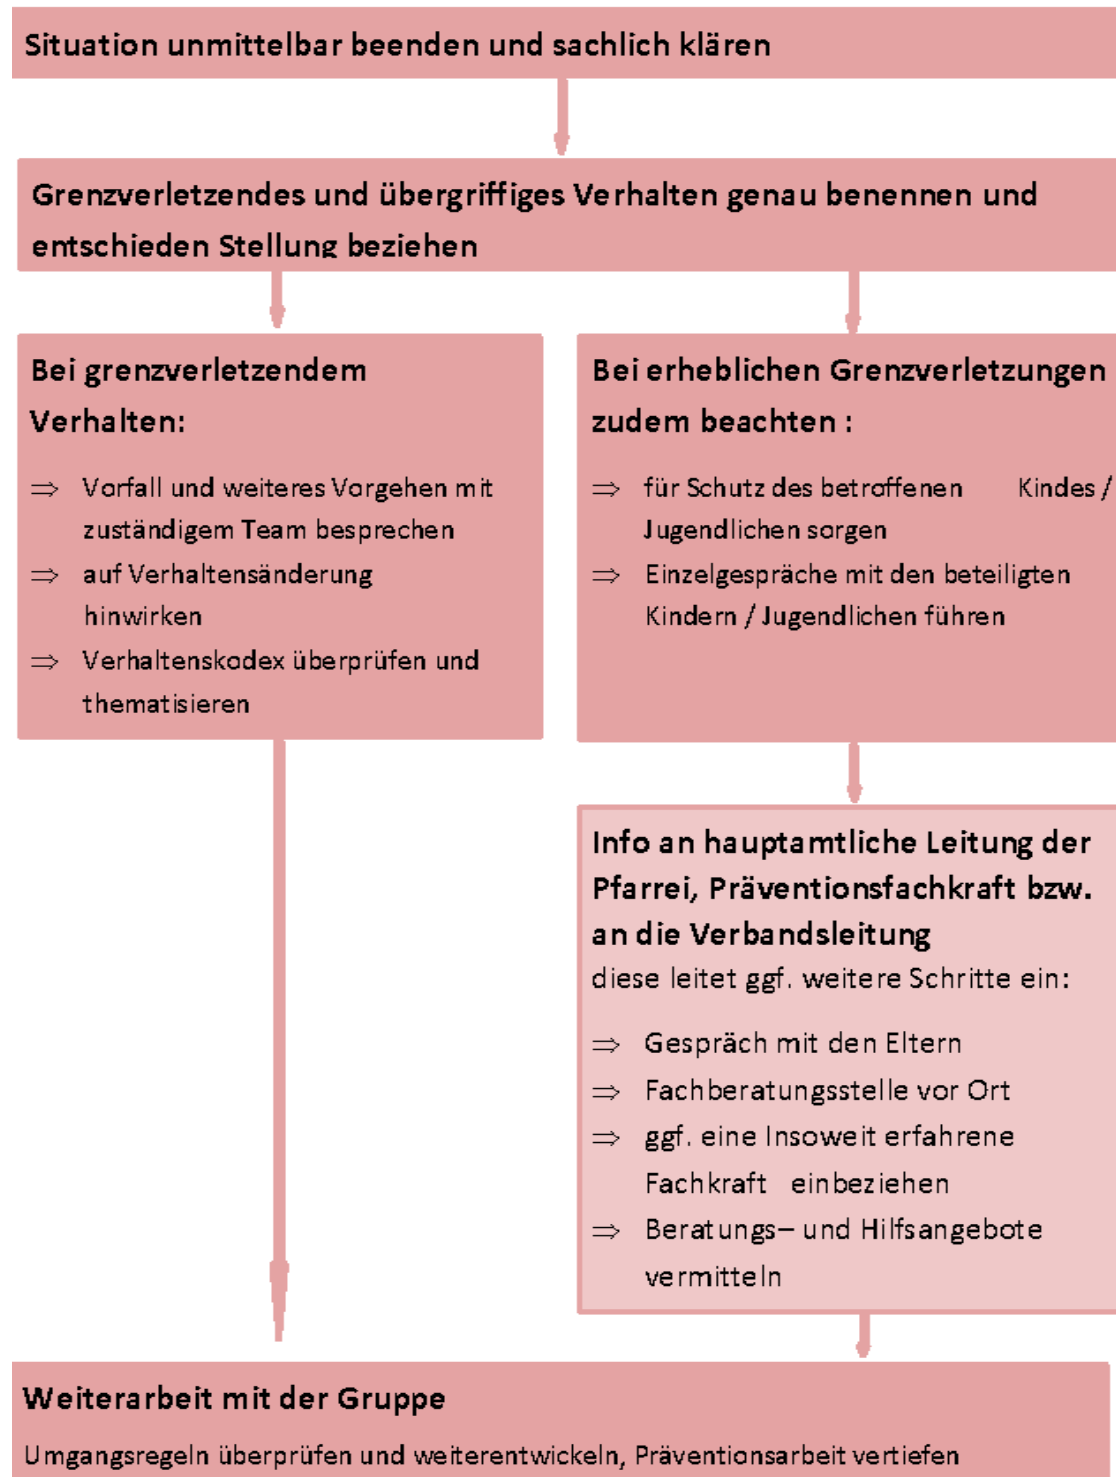 Situation unmittelbar beenden und sachlich klären
Grenzverletzendes und übergriffiges Verhalten genau benennen und
entschieden Stellung beziehen
Bei grenzverletzendem
Verhalten:
⇒ Vorfall und weiteres Vorgehen mit
zuständigem Team besprechen
⇒ auf Verhaltensänderung
hinwirken
⇒ Verhaltenskodex überprüfen und
thematisieren
Bei erheblichen Grenzverletzungen
zudem beachten :
⇒ für Schutz des betroffenen Kindes /
Jugendlichen sorgen
⇒ Einzelgespräche mit den beteiligten
Kindern / Jugendlichen führen
Info an hauptamtliche Leitung der
Pfarrei, Präventionsfachkraft bzw.
an die Verbandsleitung
diese leitet ggf. weitere Schritte ein:
⇒ Gespräch mit den Eltern
⇒ Fachberatungsstelle vor Ort
⇒ ggf. eine Insoweit erfahrene
Fachkraft einbeziehen
⇒ Beratungs– und Hilfsangebote
vermitteln
Weiterarbeit mit der Gruppe
Umgangsregeln überprüfen und weiterentwickeln, Präventionsarbeit vertiefen